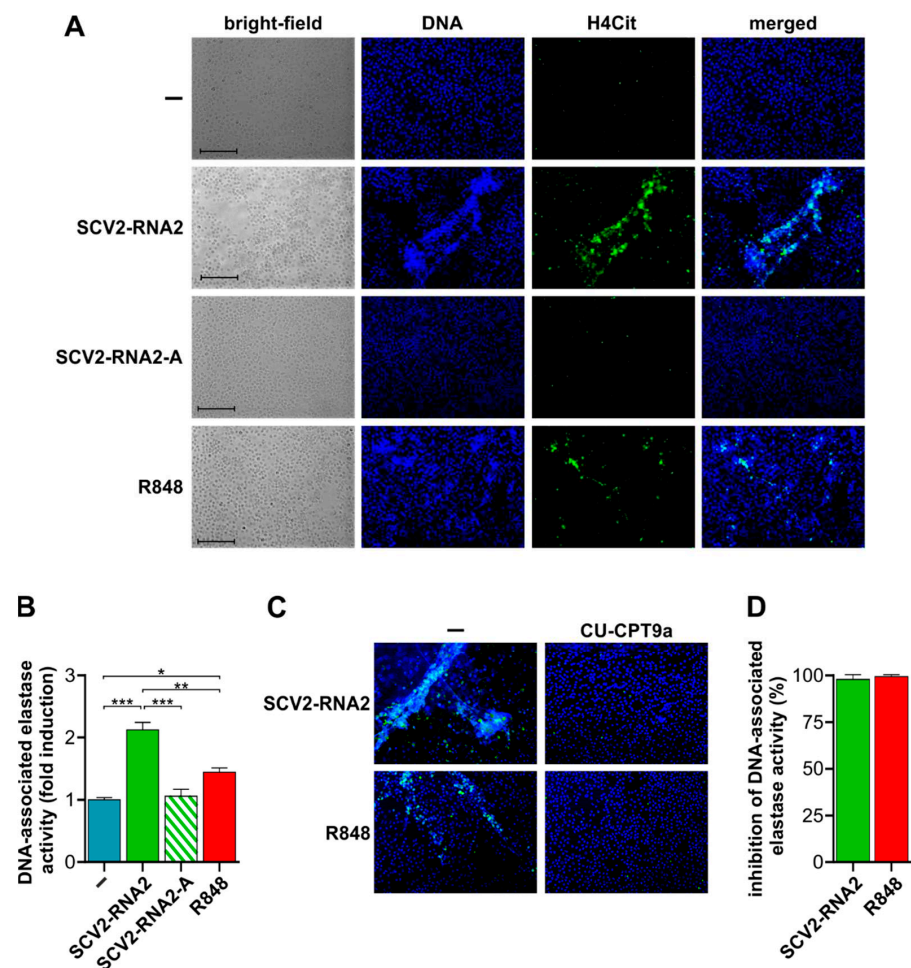 A
bright-field DNA H4Cit merged
–
SCV2-RNA2
SCV2-RNA2-A
R848
B
DNA-associated elastase
activity (fold induction)
3
2
1
0
*
**
*** ***
–
SCV2-RNA2
SCV2-RNA2-A
R848
C
– CU-CPT9a
SCV2-RNA2
R848
D
inhibition of DNA-associated
elastase activity (%)
100
75
50
25
0
SCV2-RNA2
R848